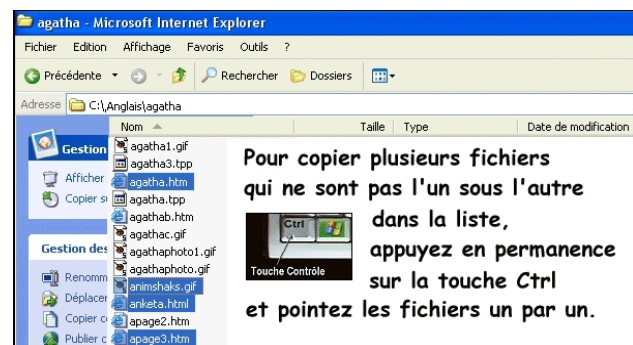 agatha - Microsoft Internet Explorer
Fichier Edition Affichage Favoris Outils ?
Précédente Rechercher Dossiers
Adresse C:\,Anglais\agatha
Nom Taille Type Date de modification
Gestion
Afficher
Copier
Gestion des
Renomm
Déplacer
Copier
Publier
agatha1.gif
agatha3.tpp
agatha.htm
agatha.tpp
agathab.htm
agathac.gif
agathaphoto1.gif
agathaphoto.gif
animshaks.gif
anketa.html
apage2.htm
apage3.htm
Pour copier plusieurs fichiers
qui ne sont pas l'un sous l'autre
dans la liste,
appuyez en permanence
sur la touche Ctrl
et pointez les fichiers un par un.
Ctrl
Touche Contrôle